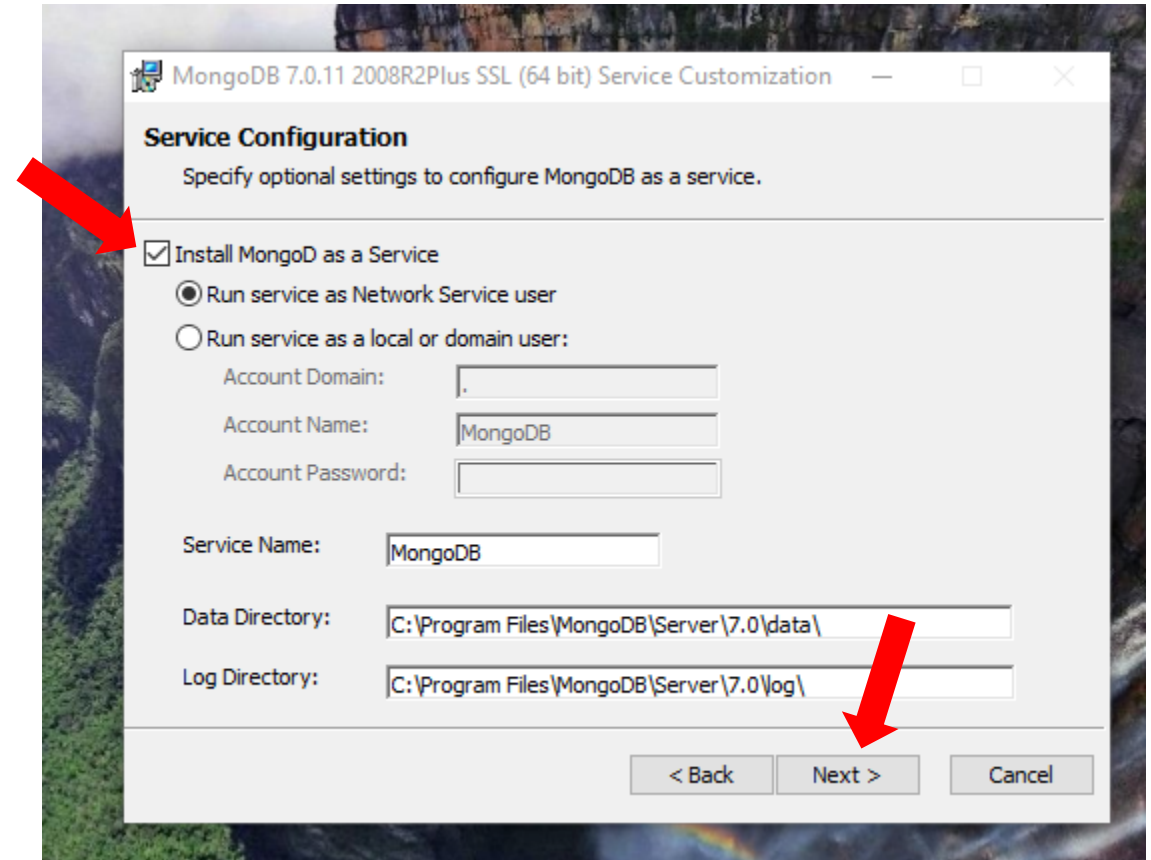 MongoDB 7.0.11 2008R2Plus SSL (64 bit) Service Customization
Service Configuration
Specify optional settings to configure MongoDB as a service.
Install MongoD as a Service
Run service as Network Service user
Run service as a local or domain user:
Account Domain: .
Account Name: MongoDB
Account Password:
Service Name: MongoDB
Data Directory: C:\Program Files\MongoDB\Server\7.0\data\
Log Directory: C:\Program Files\MongoDB\Server\7.0\log\
< Back Next > Cancel